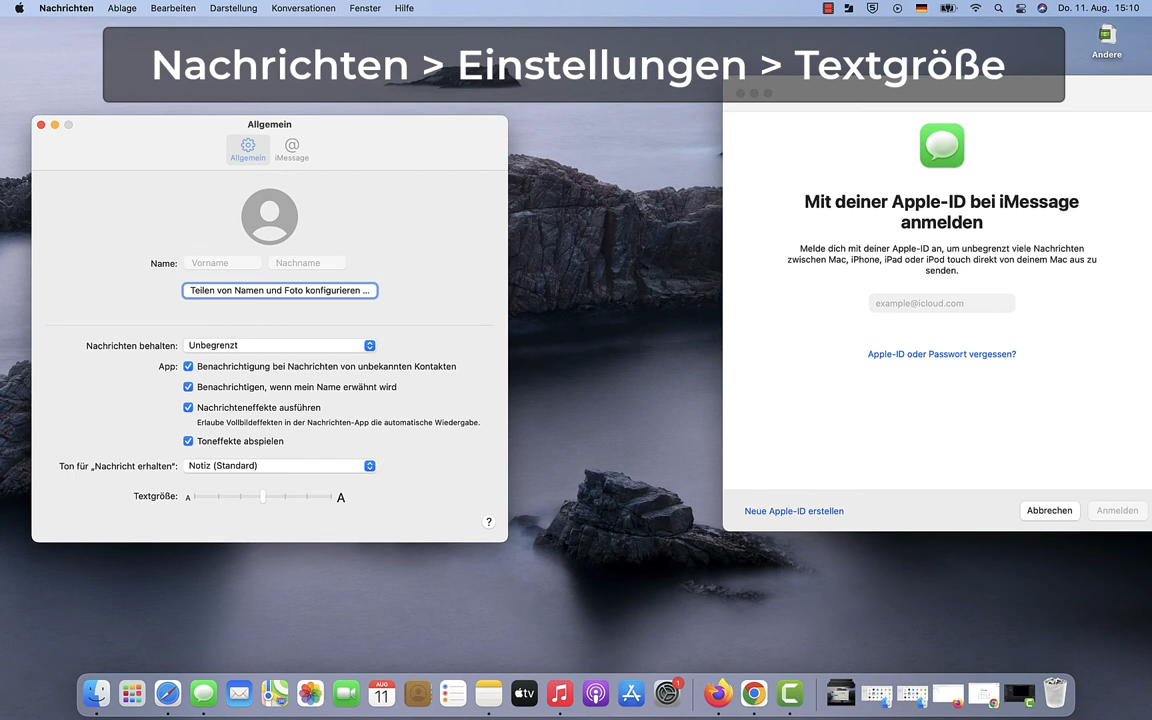 Nachrichten Ablage Bearbeiten Darstellung Konversationen Fenster Hilfe Do. 11. Aug. 15:10
Nachrichten > Einstellungen > Textgröße
Andere
Allgemein
Allgemein iMessage
Name: Vorname Nachname
Teilen von Namen und Foto konfigurieren ...
Nachrichten behalten: Unbegrenzt
App: Benachrichtigung bei Nachrichten von unbekannten Kontakten
Benachrichtigen, wenn mein Name erwähnt wird
Nachrichteneffekte ausführen
Erlaube Vollbildeffekten in der Nachrichten-App die automatische Wiedergabe.
Toneffekte abspielen
Ton für „Nachricht erhalten“: Notiz (Standard)
Textgröße: A A
?
Mit deiner Apple-ID bei iMessage
anmelden
Melde dich mit deiner Apple-ID an, um unbegrenzt viele Nachrichten
zwischen Mac, iPhone, iPad oder iPod touch direkt von deinem Mac aus zu
senden.
example@icloud.com
Apple-ID oder Passwort vergessen?
Neue Apple-ID erstellen Abbrechen Anmelden
AUG
11
tv
1